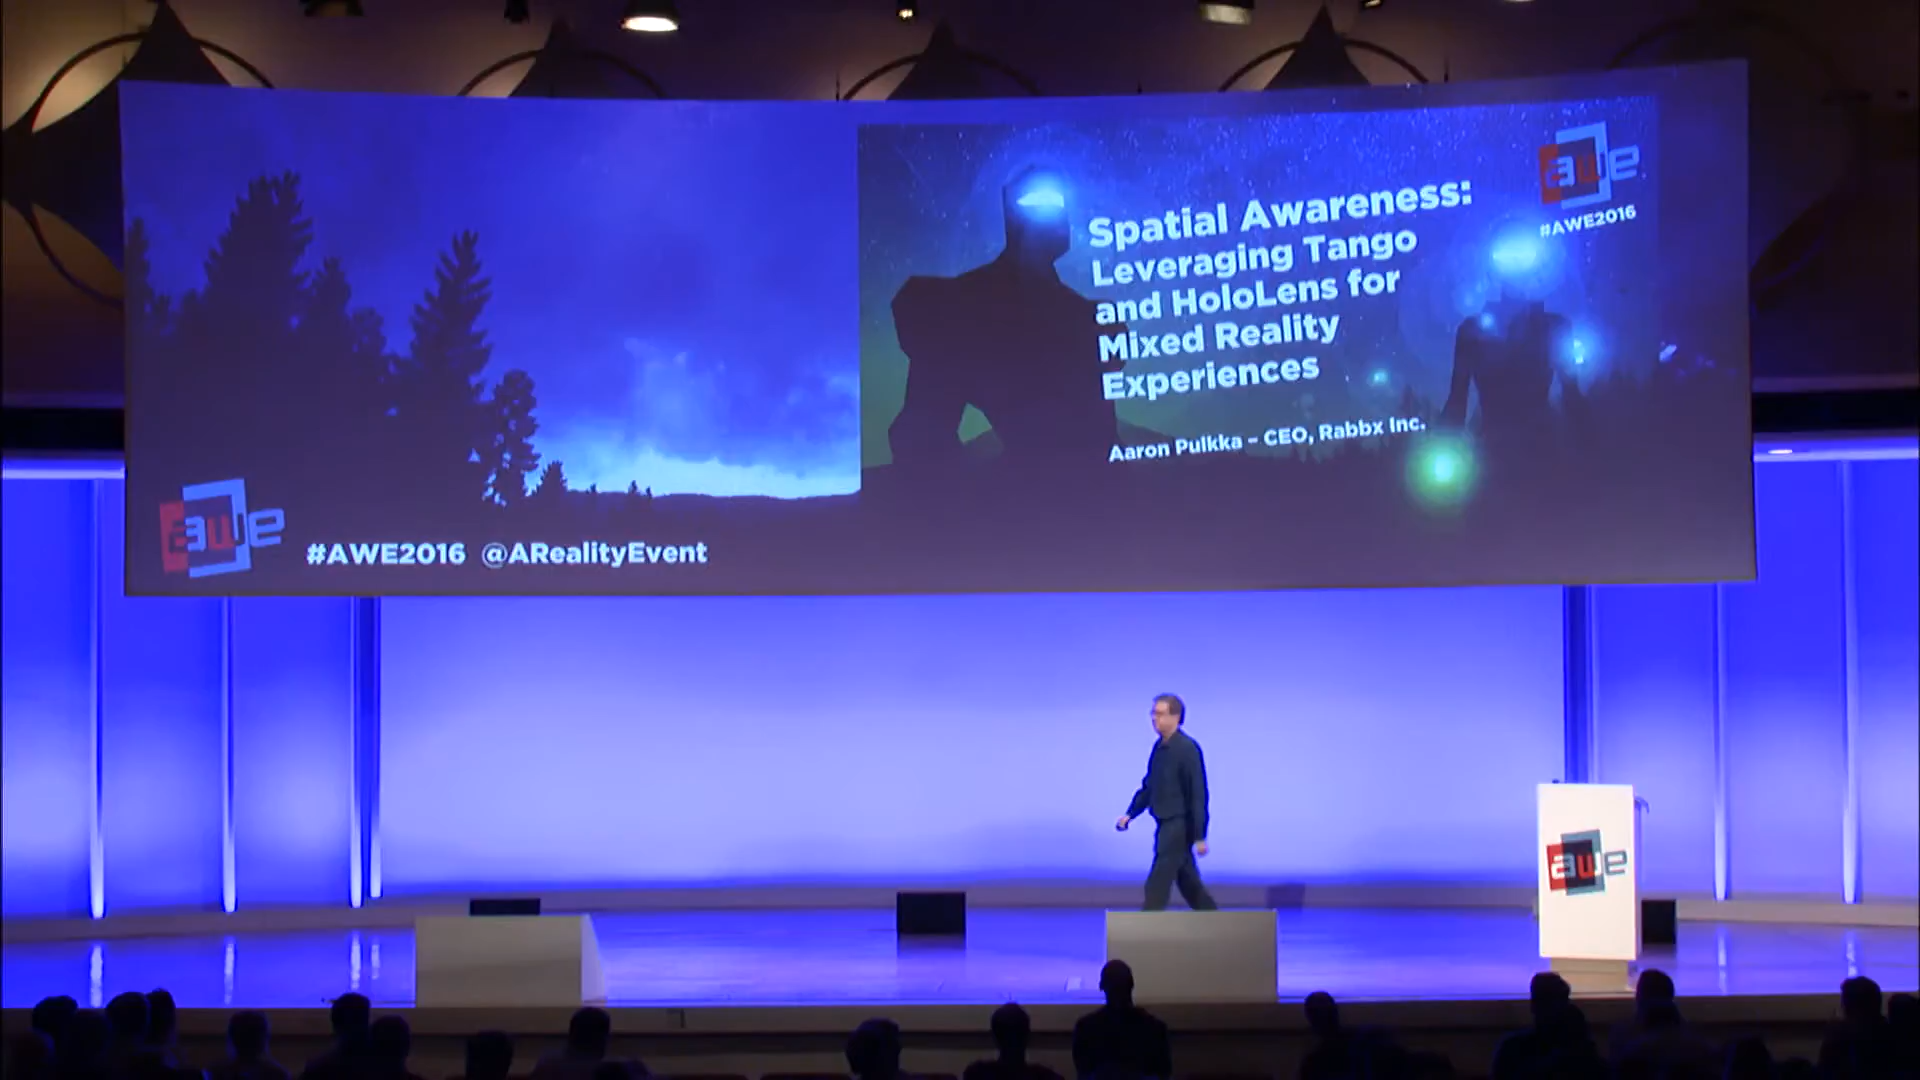 awe
#AWE2016
Spatial Awareness:
Leveraging Tango
and HoloLens for
Mixed Reality
Experiences
Aaron Pulkka – CEO, Rabbx Inc.
awe
#AWE2016 @ARealityEvent
awe